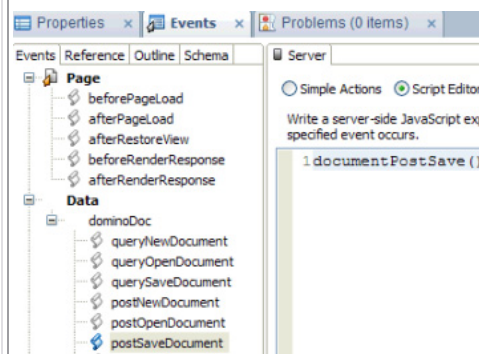 Properties Events Problems (0 items)
Events Reference Outline Schema Server
Page
beforePageLoad
afterPageLoad
afterRestoreView
beforeRenderResponse
afterRenderResponse
Data
dominoDoc
queryNewDocument
queryOpenDocument
querySaveDocument
postNewDocument
postOpenDocument
postSaveDocument
Simple Actions Script Editor
Write a server-side JavaScript exp
specified event occurs.
1 documentPostSave()